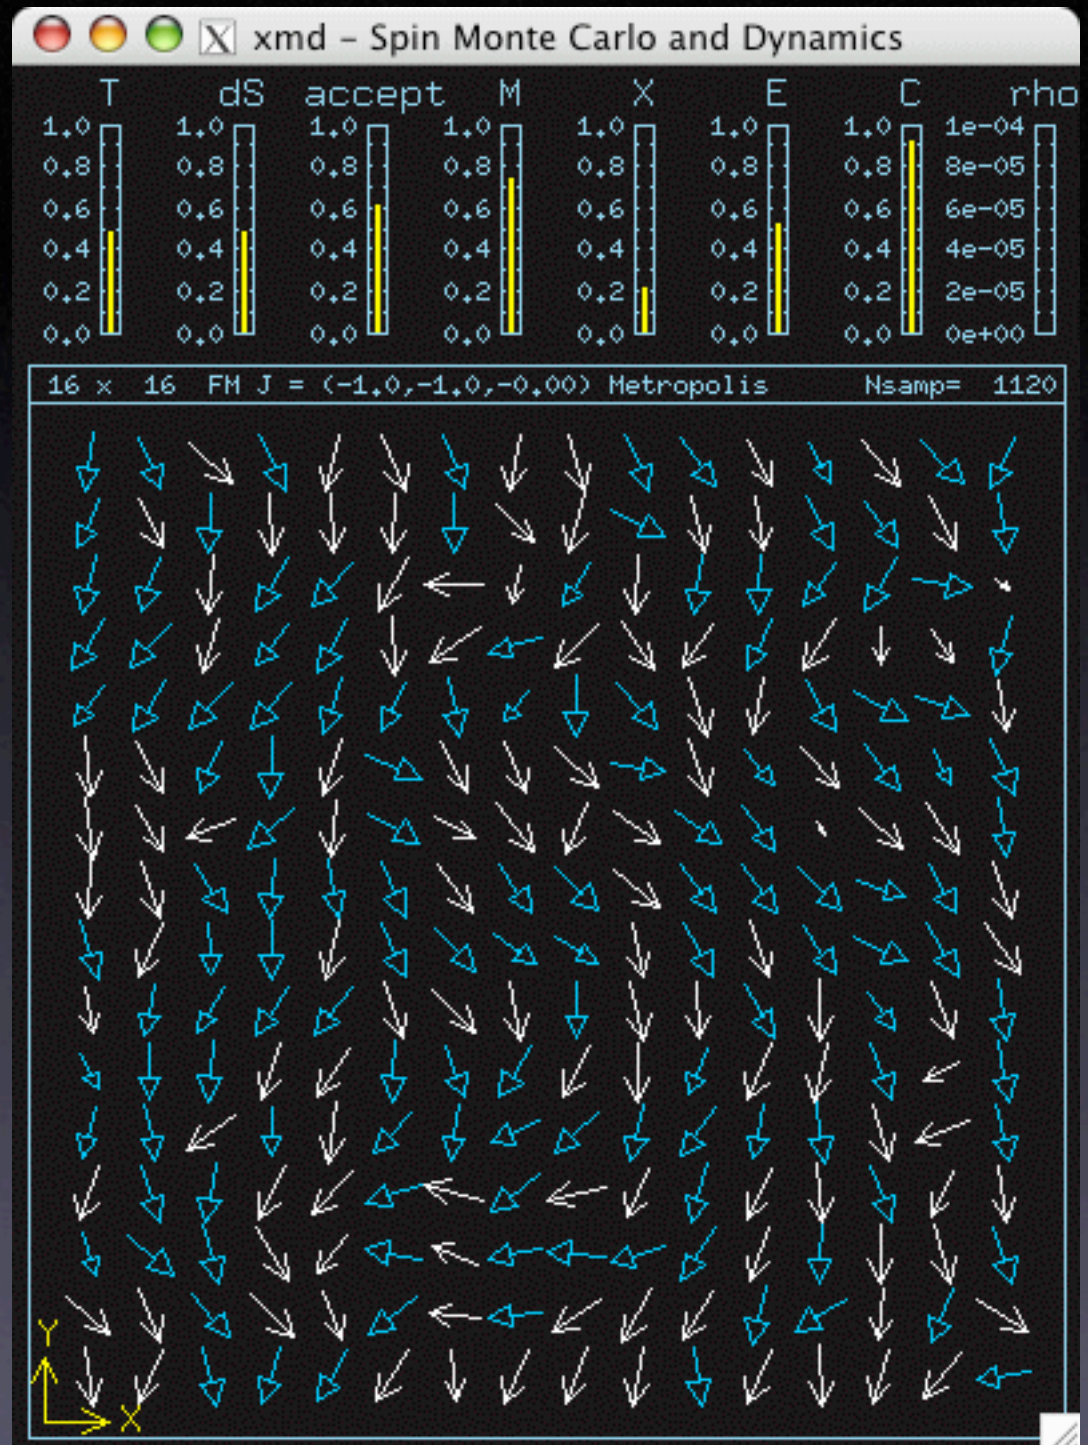 X xmd – Spin Monte Carlo and Dynamics
T dS accept M X E C rho
1.0 1.0 1.0 1.0 1.0 1.0 1.0 1e-04
0.8 0.8 0.8 0.8 0.8 0.8 0.8 8e-05
0.6 0.6 0.6 0.6 0.6 0.6 0.6 6e-05
0.4 0.4 0.4 0.4 0.4 0.4 0.4 4e-05
0.2 0.2 0.2 0.2 0.2 0.2 0.2 2e-05
0.0 0.0 0.0 0.0 0.0 0.0 0.0 0e+00
16 x 16 FM J = (-1.0,-1.0,-0.00) Metropolis Nsamp= 1120
Y
X